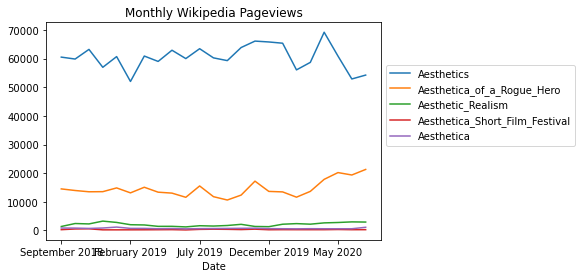 Monthly Wikipedia Pageviews
70000
60000
50000
40000
30000
20000
10000
0
September 2018 February 2019 July 2019 December 2019 May 2020
Date
Aesthetics
Aesthetica_of_a_Rogue_Hero
Aesthetic_Realism
Aesthetica_Short_Film_Festival
Aesthetica